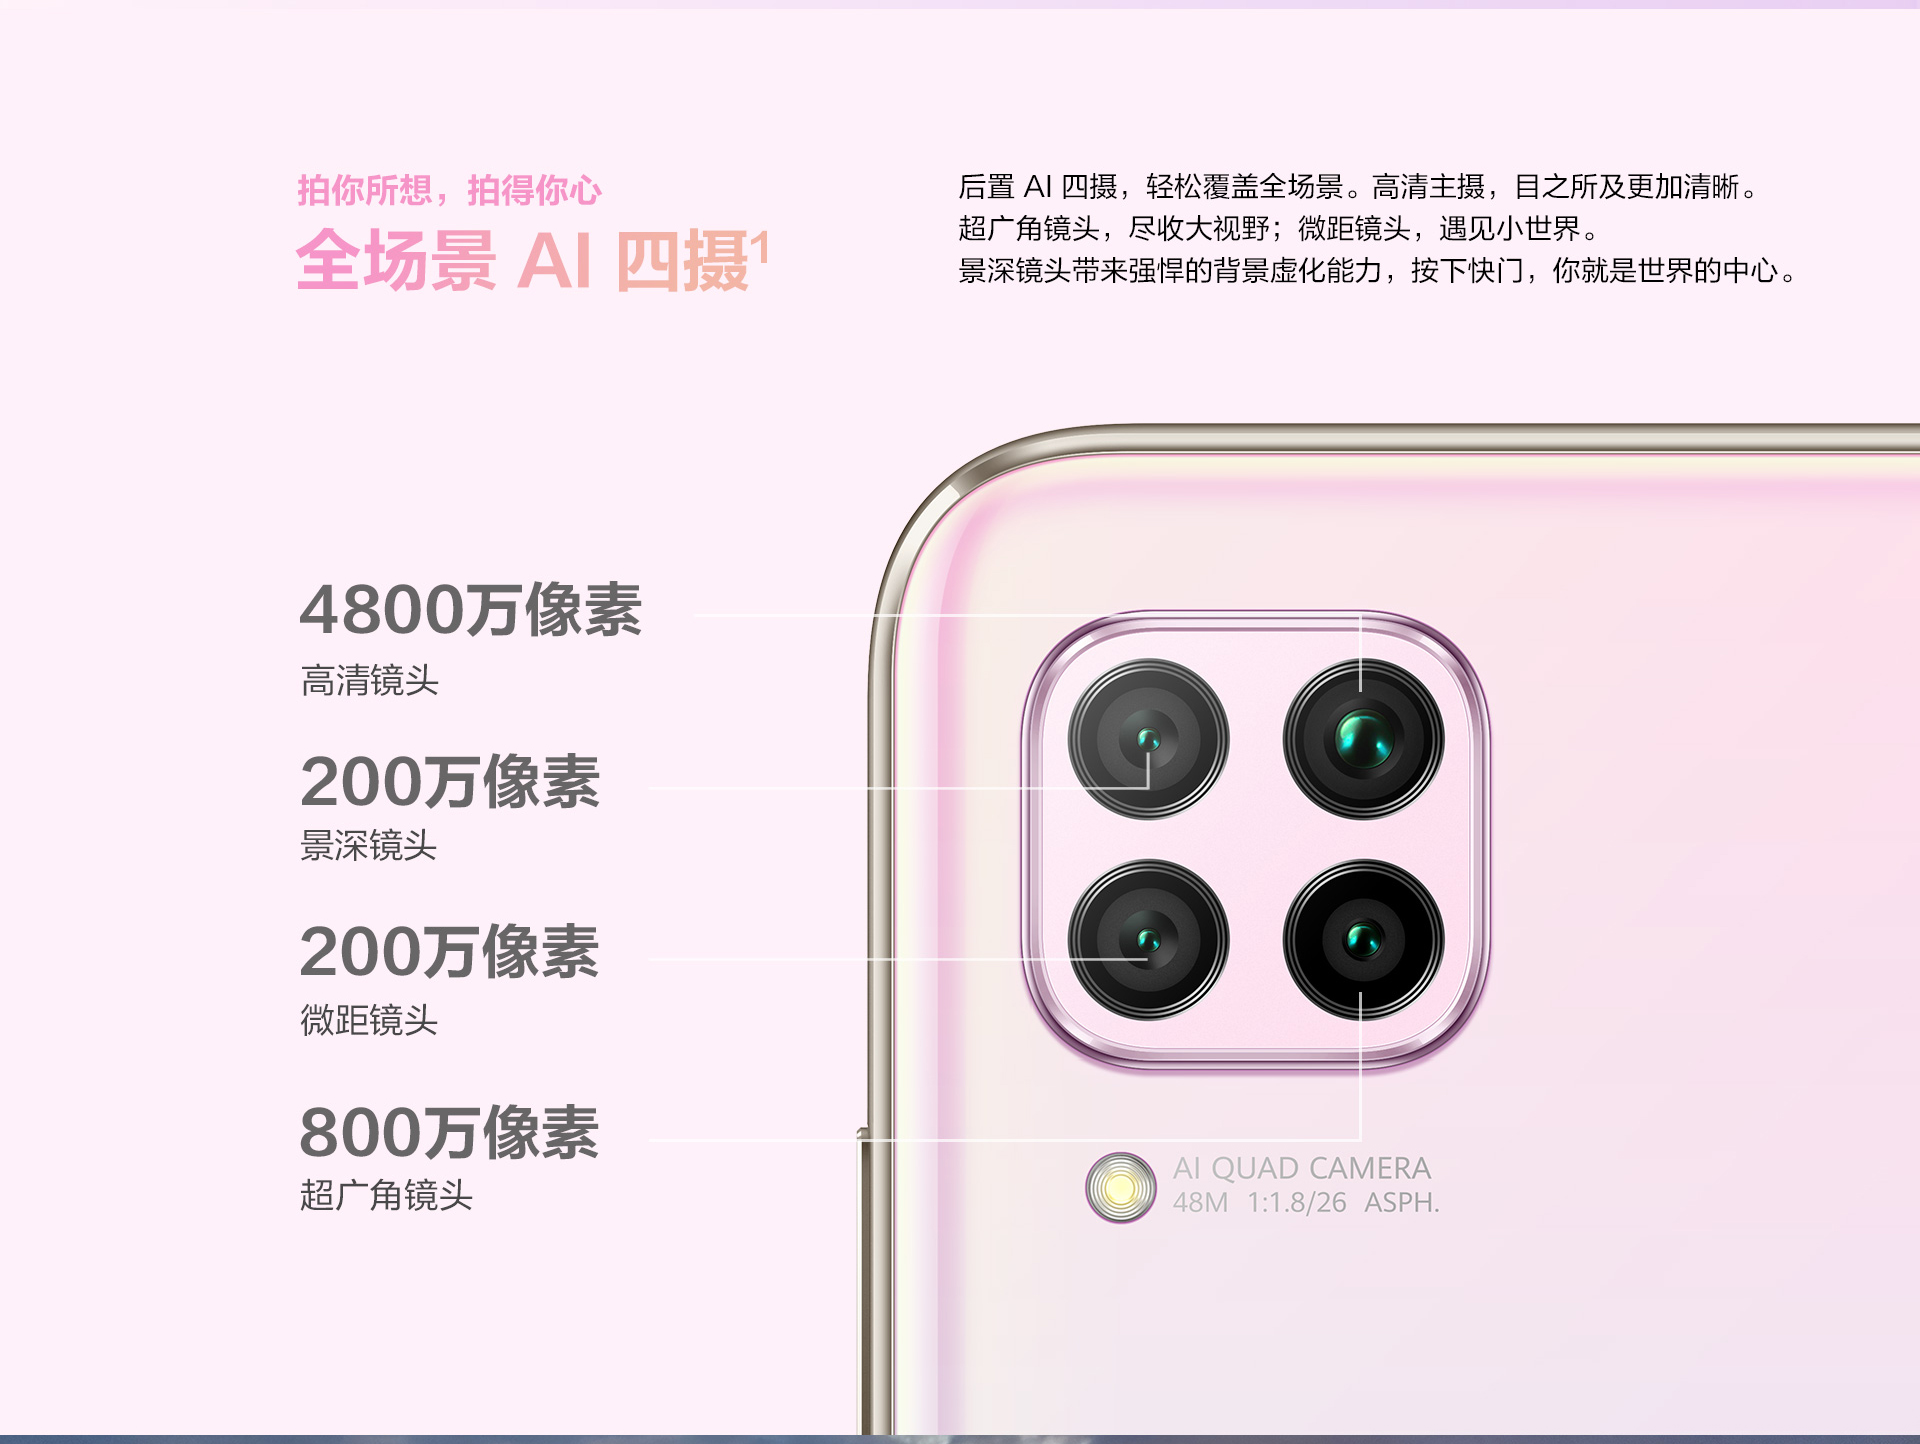 拍你所想，拍得你心
全场景 AI 四摄1
后置 AI 四摄，轻松覆盖全场景。高清主摄，目之所及更加清晰。
超广角镜头，尽收大视野；微距镜头，遇见小世界。
景深镜头带来强悍的背景虚化能力，按下快门，你就是世界的中心。
4800万像素
高清镜头
200万像素
景深镜头
200万像素
微距镜头
800万像素
超广角镜头
AI QUAD CAMERA
48M 1:1.8/26 ASPH.